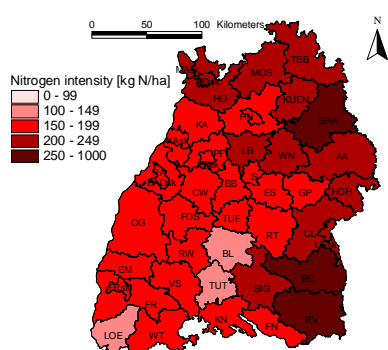 0 50 100 Kilometers
N
Nitrogen intensity [kg N/ha]
0 - 99
100 - 149
150 - 199
200 - 249
250 - 1000
TBB
MOS
HD
KUEN
SHA
KA
LB
WN
AA
PF
CW
BB
S
ES
GP
HDH
OG
FDS
TUE
RT
UL
EM
RW
BL
BC
VS
TUT
SIG
FR
RV
LOE
WT
KN
FN